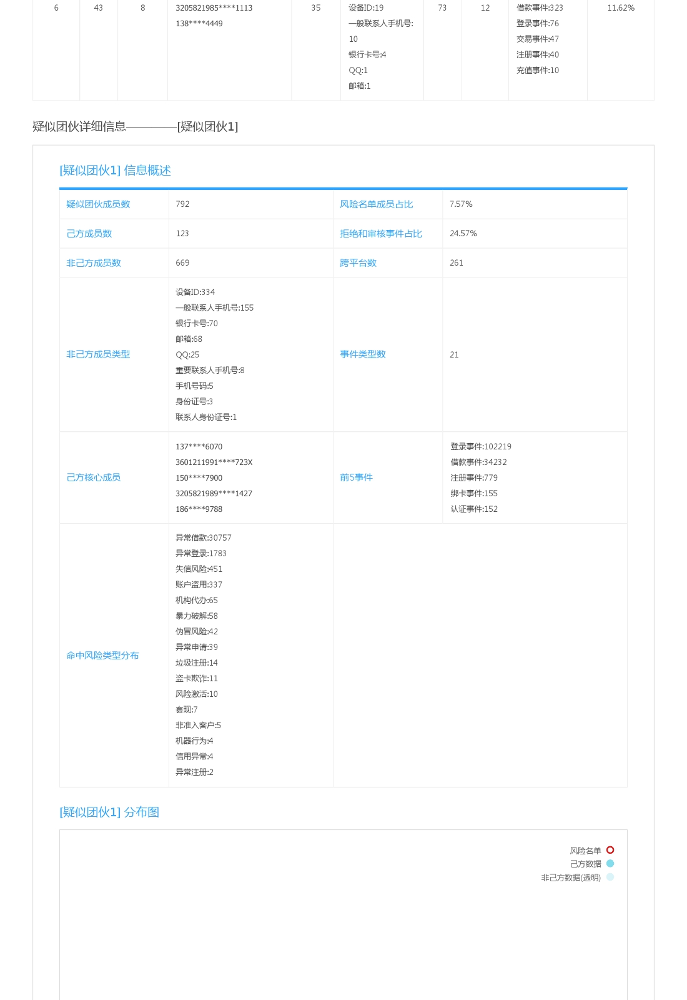 6 43 8 3205821985****1113 35 设备ID:19 73 12 借款事件:323 11.62%
138****4449 一般联系人手机号: 登录事件:76
10 交易事件:47
银行卡号:4 注册事件:40
QQ:1 充值事件:10
邮箱:1
疑似团伙详细信息————[疑似团伙1]
[疑似团伙1] 信息概述
疑似团伙成员数 792 风险名单成员占比 7.57%
己方成员数 123 拒绝和审核事件占比 24.57%
非己方成员数 669 跨平台数 261
设备ID:334
一般联系人手机号:155
银行卡号:70
邮箱:68
非己方成员类型 QQ:25 事件类型数 21
重要联系人手机号:8
手机号码:5
身份证号:3
联系人身份证号:1
137****6070 登录事件:102219
3601211991****723X 借款事件:34232
己方核心成员 150****7900 前5事件 注册事件:779
3205821989****1427 绑卡事件:155
186****9788 认证事件:152
异常借款:30757
异常登录:1783
失信风险:451
账户盗用:337
机构代办:65
暴力破解:58
伪冒风险:42
异常申请:39
命中风险类型分布
垃圾注册:14
盗卡欺诈:11
风险激活:10
套现:7
非准入客户:5
机器行为:4
信用异常:4
异常注册:2
[疑似团伙1] 分布图
风险名单
己方数据
非己方数据(透明)